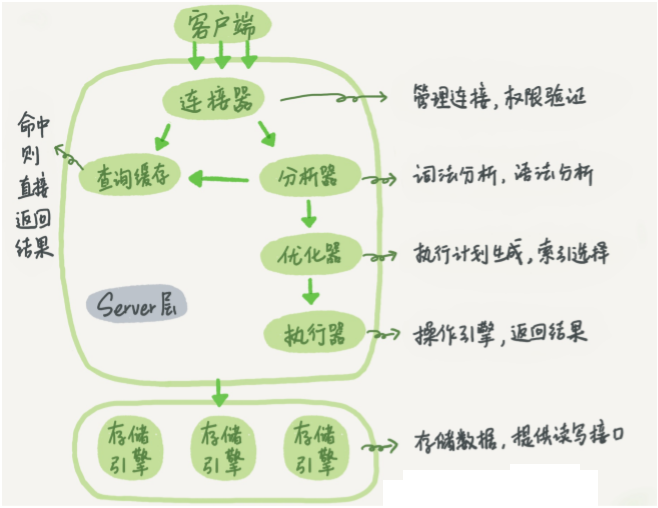 客户端
连接器
管理连接，权限验证
命中
则
直接
返回
结果
查询缓存
分析器
词法分析，语法分析
优化器
执行计划生成，索引选择
Server层
执行器
操作引擎，返回结果
存储
引擎
存储
引擎
存储
引擎
存储数据，提供读写接口